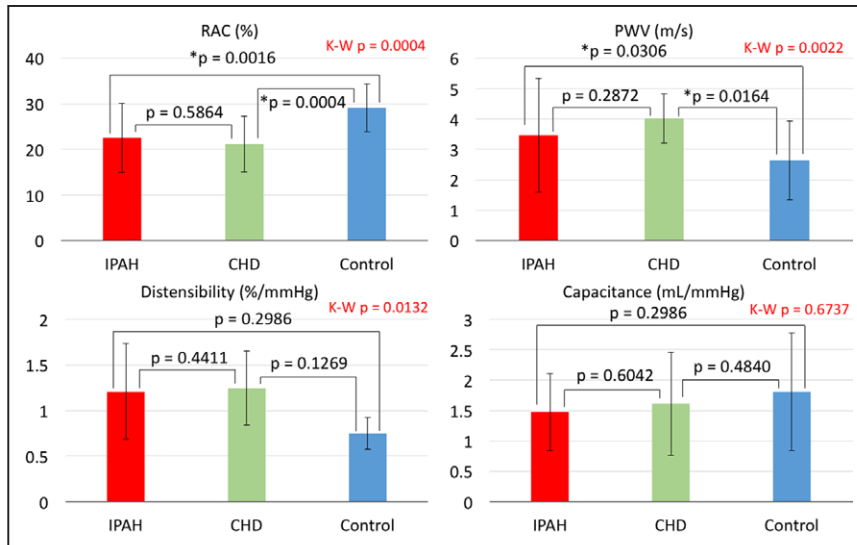 RAC (%)
K-W p = 0.0004
*p = 0.0016
p = 0.5864
*p = 0.0004
40
30
20
10
0
IPAH CHD Control
PWV (m/s)
K-W p = 0.0022
*p = 0.0306
p = 0.2872
*p = 0.0164
6
5
4
3
2
1
0
IPAH CHD Control
Distensibility (%/mmHg)
K-W p = 0.0132
p = 0.2986
p = 0.4411
p = 0.1269
2
1.5
1
0.5
0
IPAH CHD Control
Capacitance (mL/mmHg)
K-W p = 0.6737
p = 0.2986
p = 0.6042
p = 0.4840
3
2.5
2
1.5
1
0.5
0
IPAH CHD Control